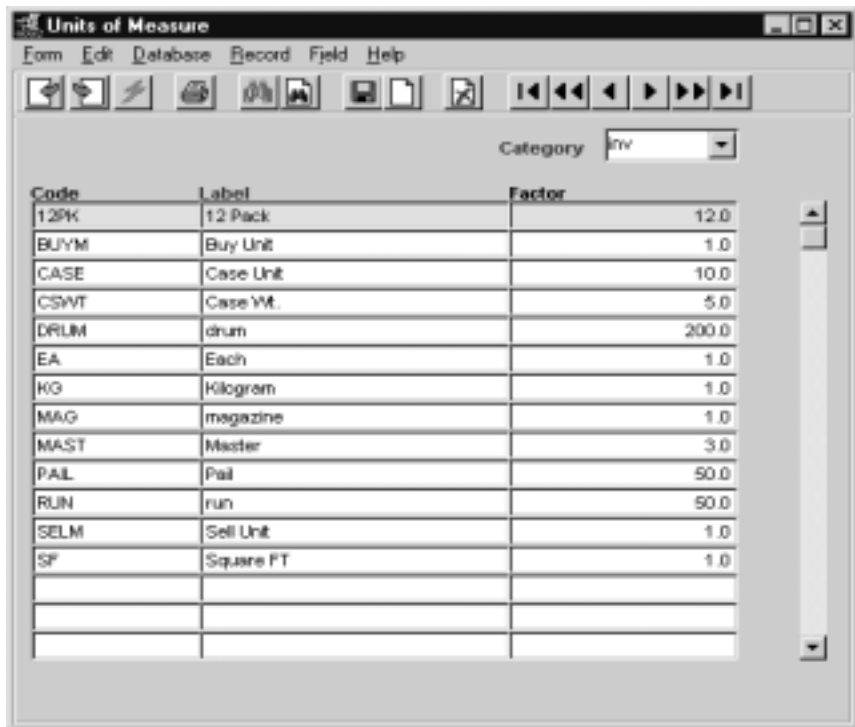 Units of Measure
Form Edit Database Record Field Help
Category inv
Code Label Factor
12PK 12 Pack 12.0
BUYM Buy Unit 1.0
CASE Case Unit 10.0
CSWT Case Wt. 5.0
DRUM drum 200.0
EA Each 1.0
KG Kilogram 1.0
MAG magazine 1.0
MAST Master 3.0
PAIL Pail 50.0
RUN run 50.0
SELM Sell Unit 1.0
SF Square FT 1.0